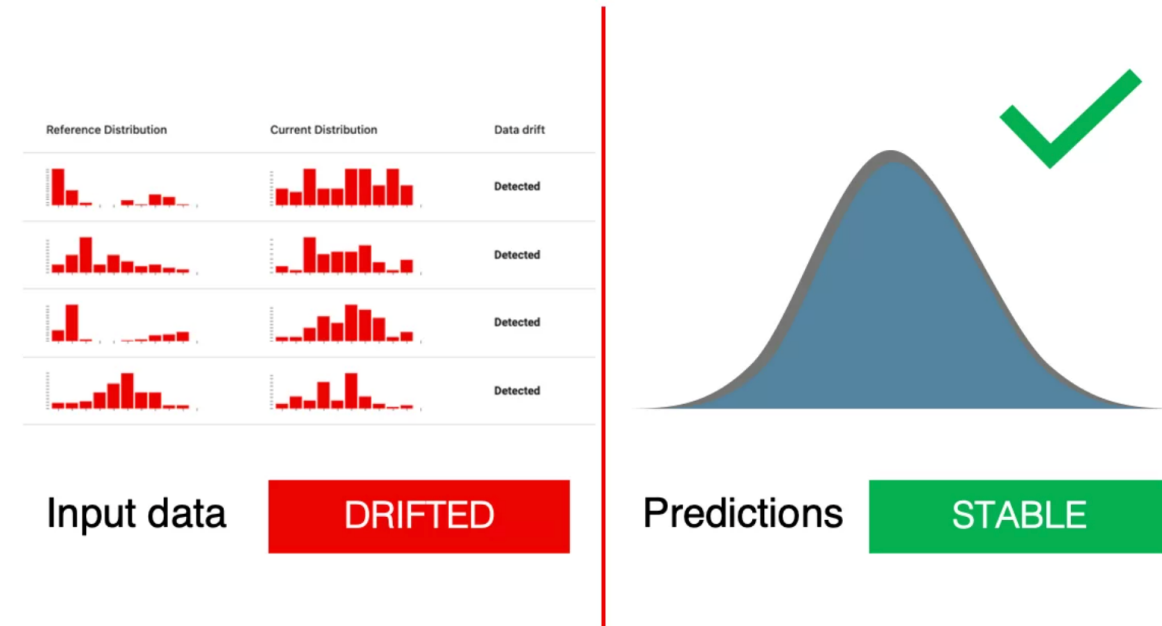 Reference Distribution Current Distribution Data drift
Detected
Detected
Detected
Detected
Input data DRIFTED
Predictions STABLE